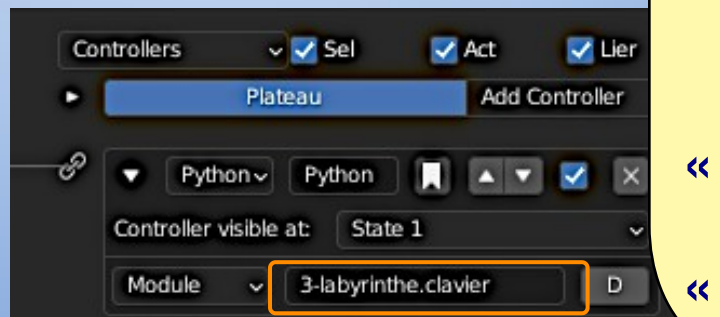 Controllers Sel Act Lier
Plateau Add Controller
Python Python
«
Controller visible at: State 1
Module 3-labyrinthe.clavier D
«